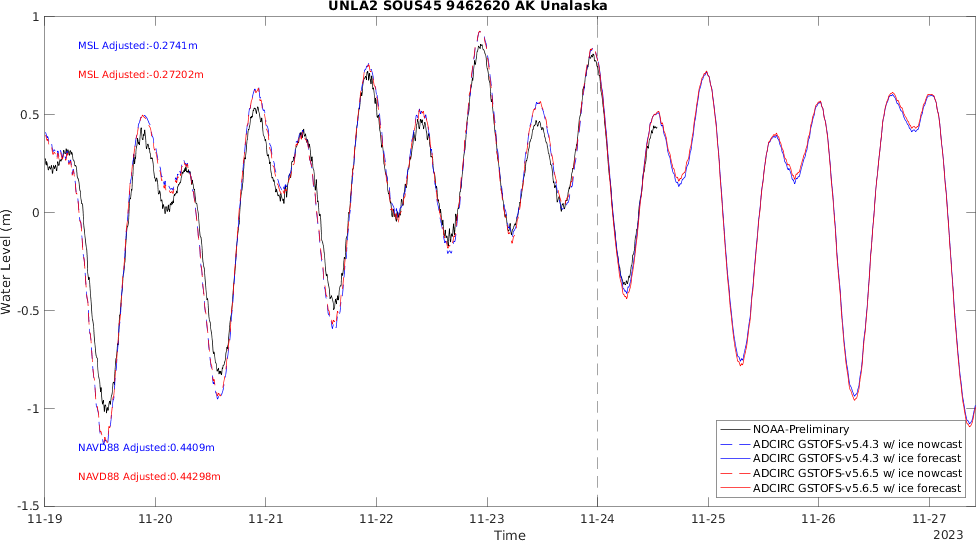 UNLA2 SOUS45 9462620 AK Unalaska
1
MSL Adjusted:-0.2741m
MSL Adjusted:-0.27202m
0.5
0
Water Level (m)
-0.5
-1
NAVD88 Adjusted:0.4409m
NAVD88 Adjusted:0.44298m
-1.5
NOAA-Preliminary
ADCIRC GSTOFS-v5.4.3 w/ ice nowcast
ADCIRC GSTOFS-v5.4.3 w/ ice forecast
ADCIRC GSTOFS-v5.6.5 w/ ice nowcast
ADCIRC GSTOFS-v5.6.5 w/ ice forecast
11-19 11-20 11-21 11-22 11-23 11-24 11-25 11-26 11-27
Time
2023